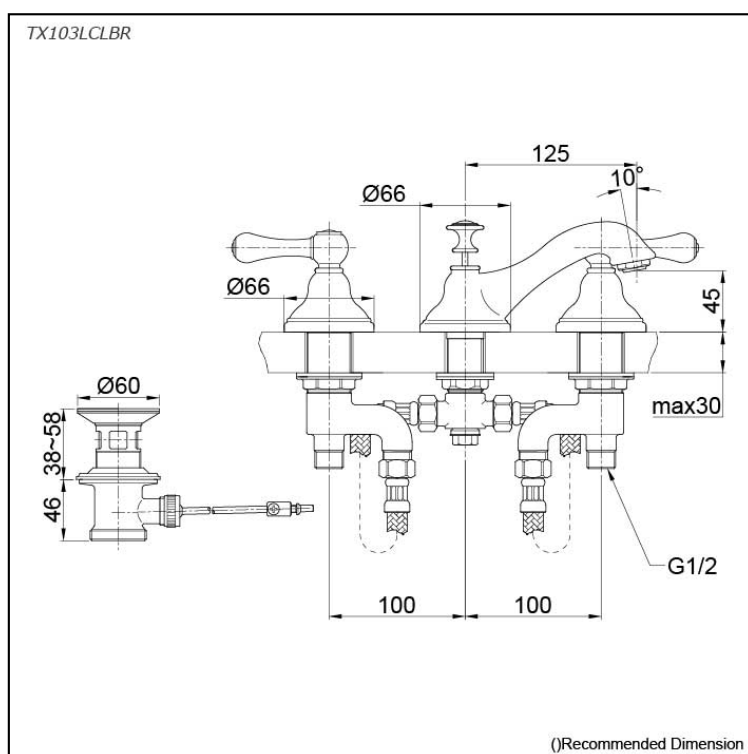 TX103LCLBR
125
10°
Ø66
Ø66
45
max30
Ø60
38~58
46
G1/2
100
100
()Recommended Dimension